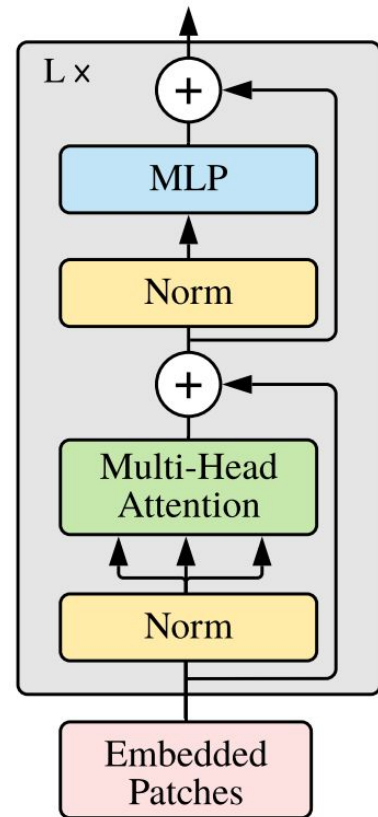 L ×
+
MLP
Norm
+
Multi-Head
Attention
Norm
Embedded
Patches